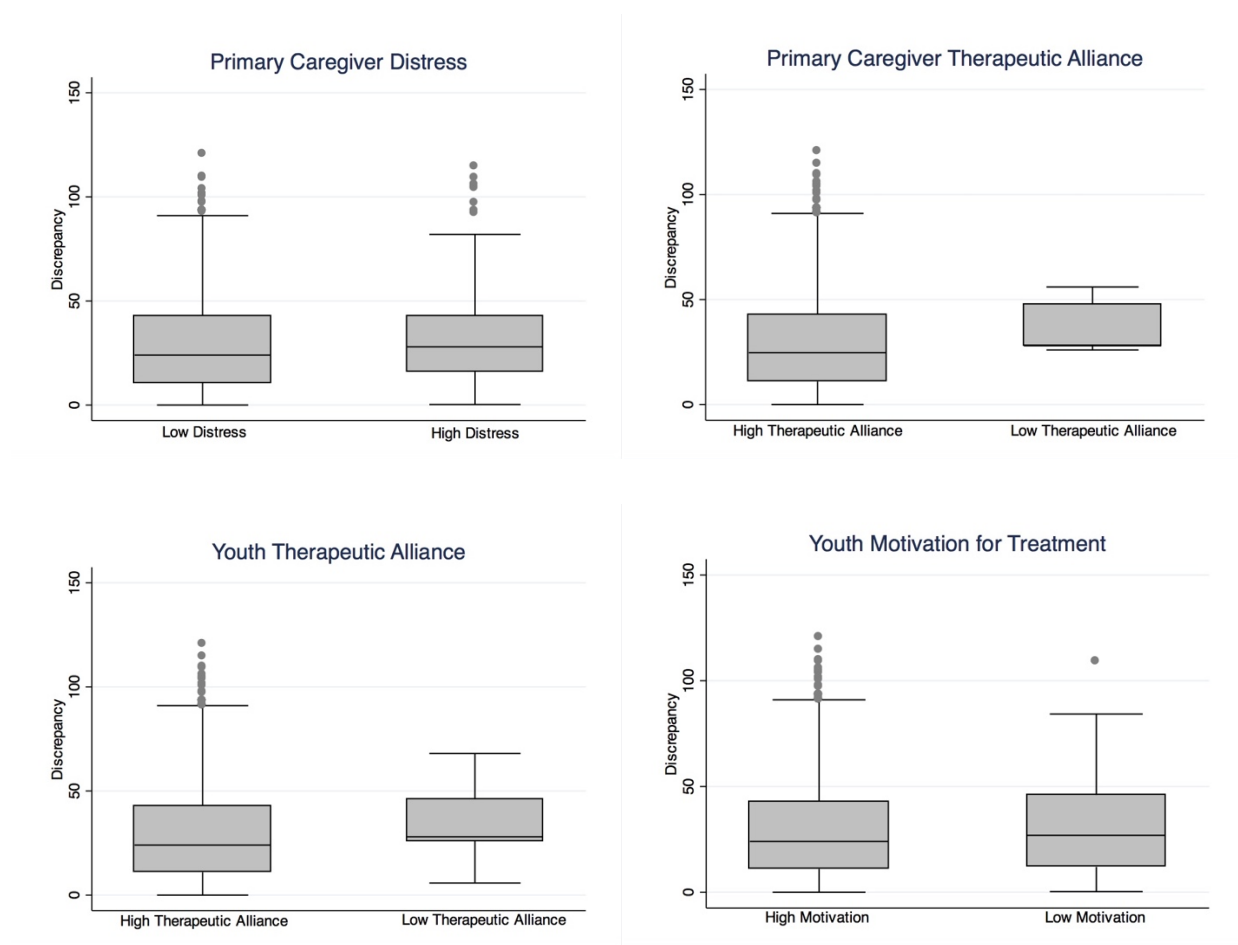 Primary Caregiver Distress
150
100
50
0
Discrepancy
Low Distress
High Distress
Primary Caregiver Therapeutic Alliance
150
100
50
0
Discrepancy
High Therapeutic Alliance
Low Therapeutic Alliance
Youth Therapeutic Alliance
150
100
50
0
Discrepancy
High Therapeutic Alliance
Low Therapeutic Alliance
Youth Motivation for Treatment
150
100
50
0
Discrepancy
High Motivation
Low Motivation